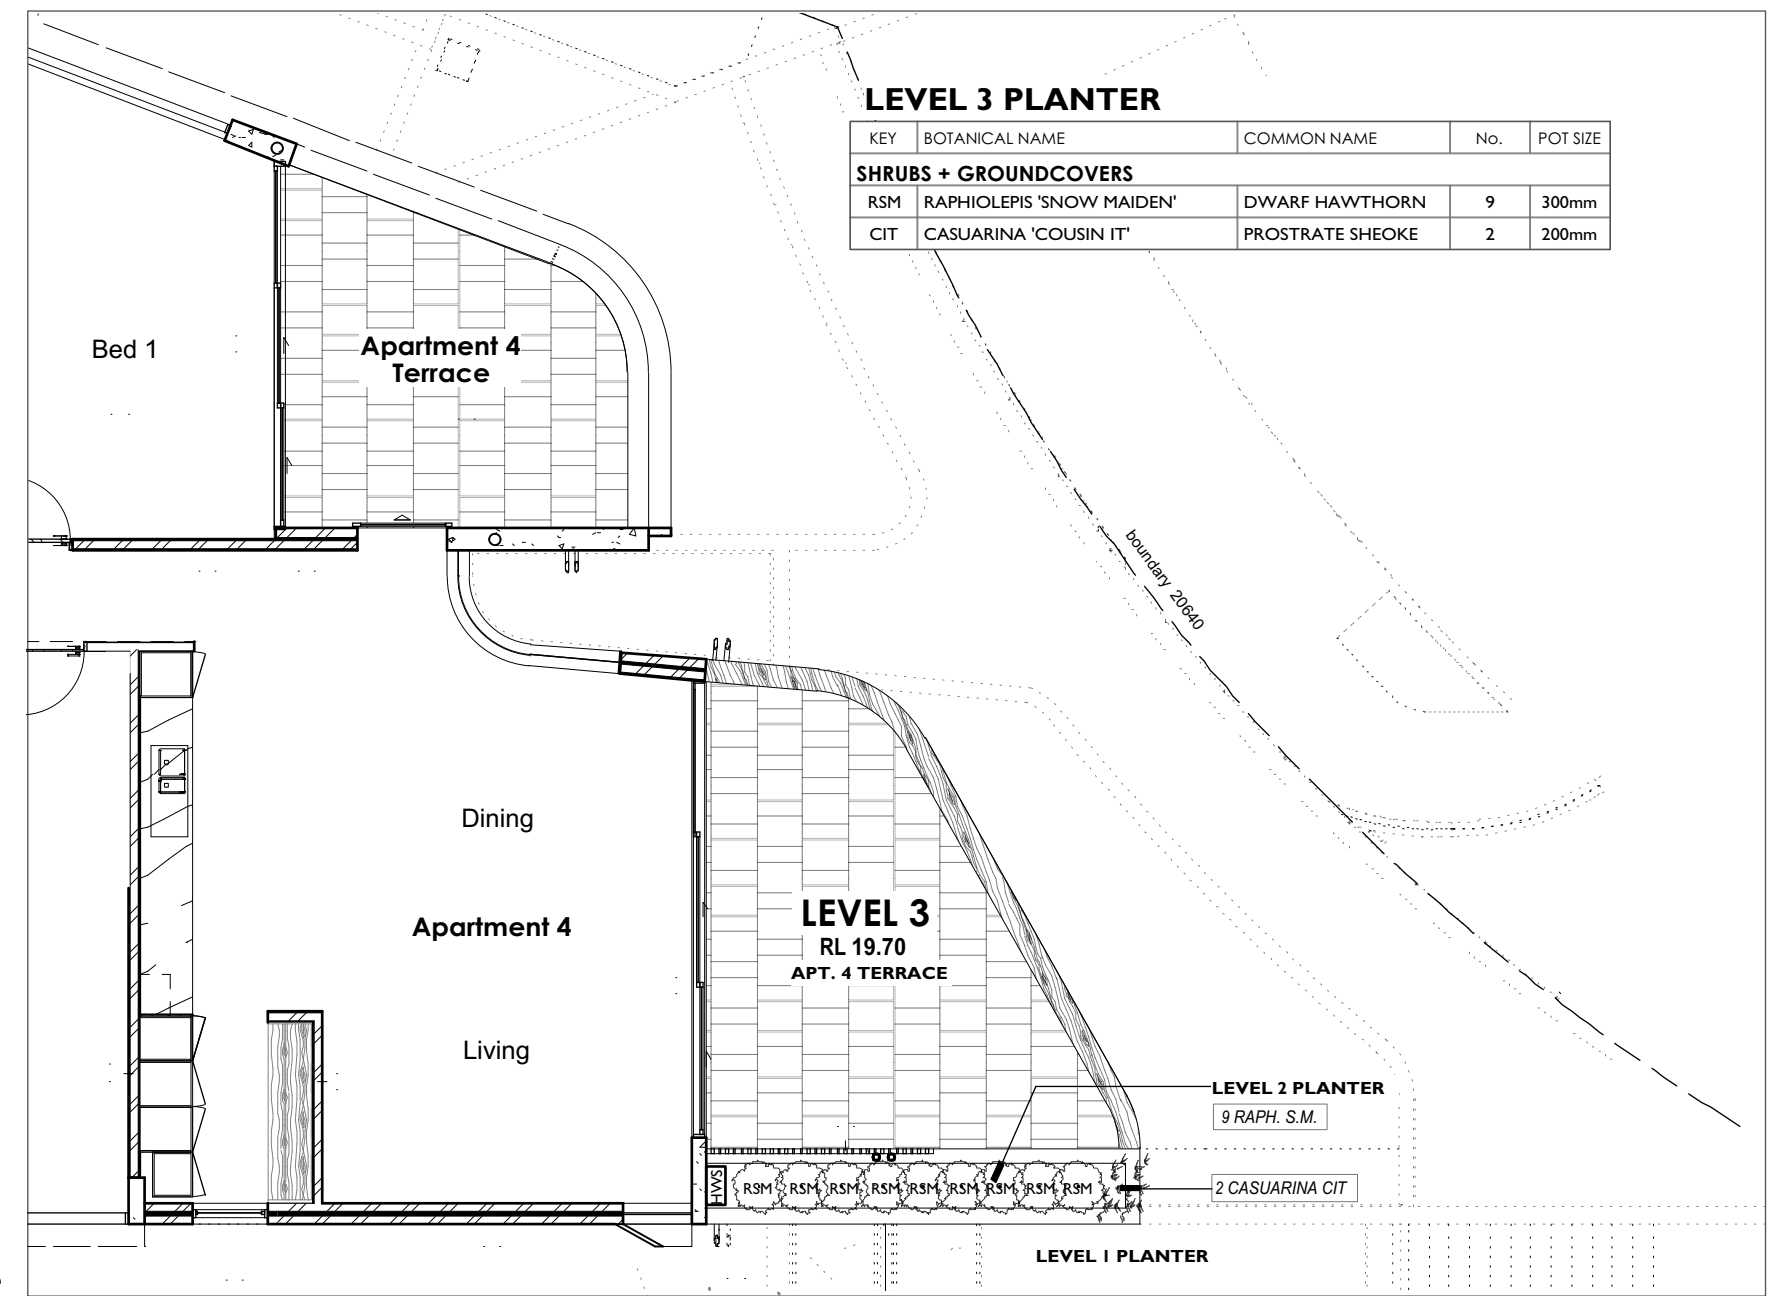 LEVEL 3 PLANTER
KEY BOTANICAL NAME COMMON NAME No. POT SIZE
SHRUBS + GROUNDCOVERS
RSM RAPHIOLEPIS 'SNOW MAIDEN' DWARF HAWTHORN 9 300mm
CIT CASUARINA 'COUSIN IT' PROSTRATE SHEOKE 2 200mm
Bed 1
Apartment 4
Terrace
boundary 20640
Dining
Apartment 4
Living
LEVEL 3
RL 19.70
APT. 4 TERRACE
LEVEL 2 PLANTER
9 RAPH. S.M.
HWS
RSM RSM RSM RSM RSM RSM RSM RSM RSM
2 CASUARINA CIT
LEVEL 1 PLANTER